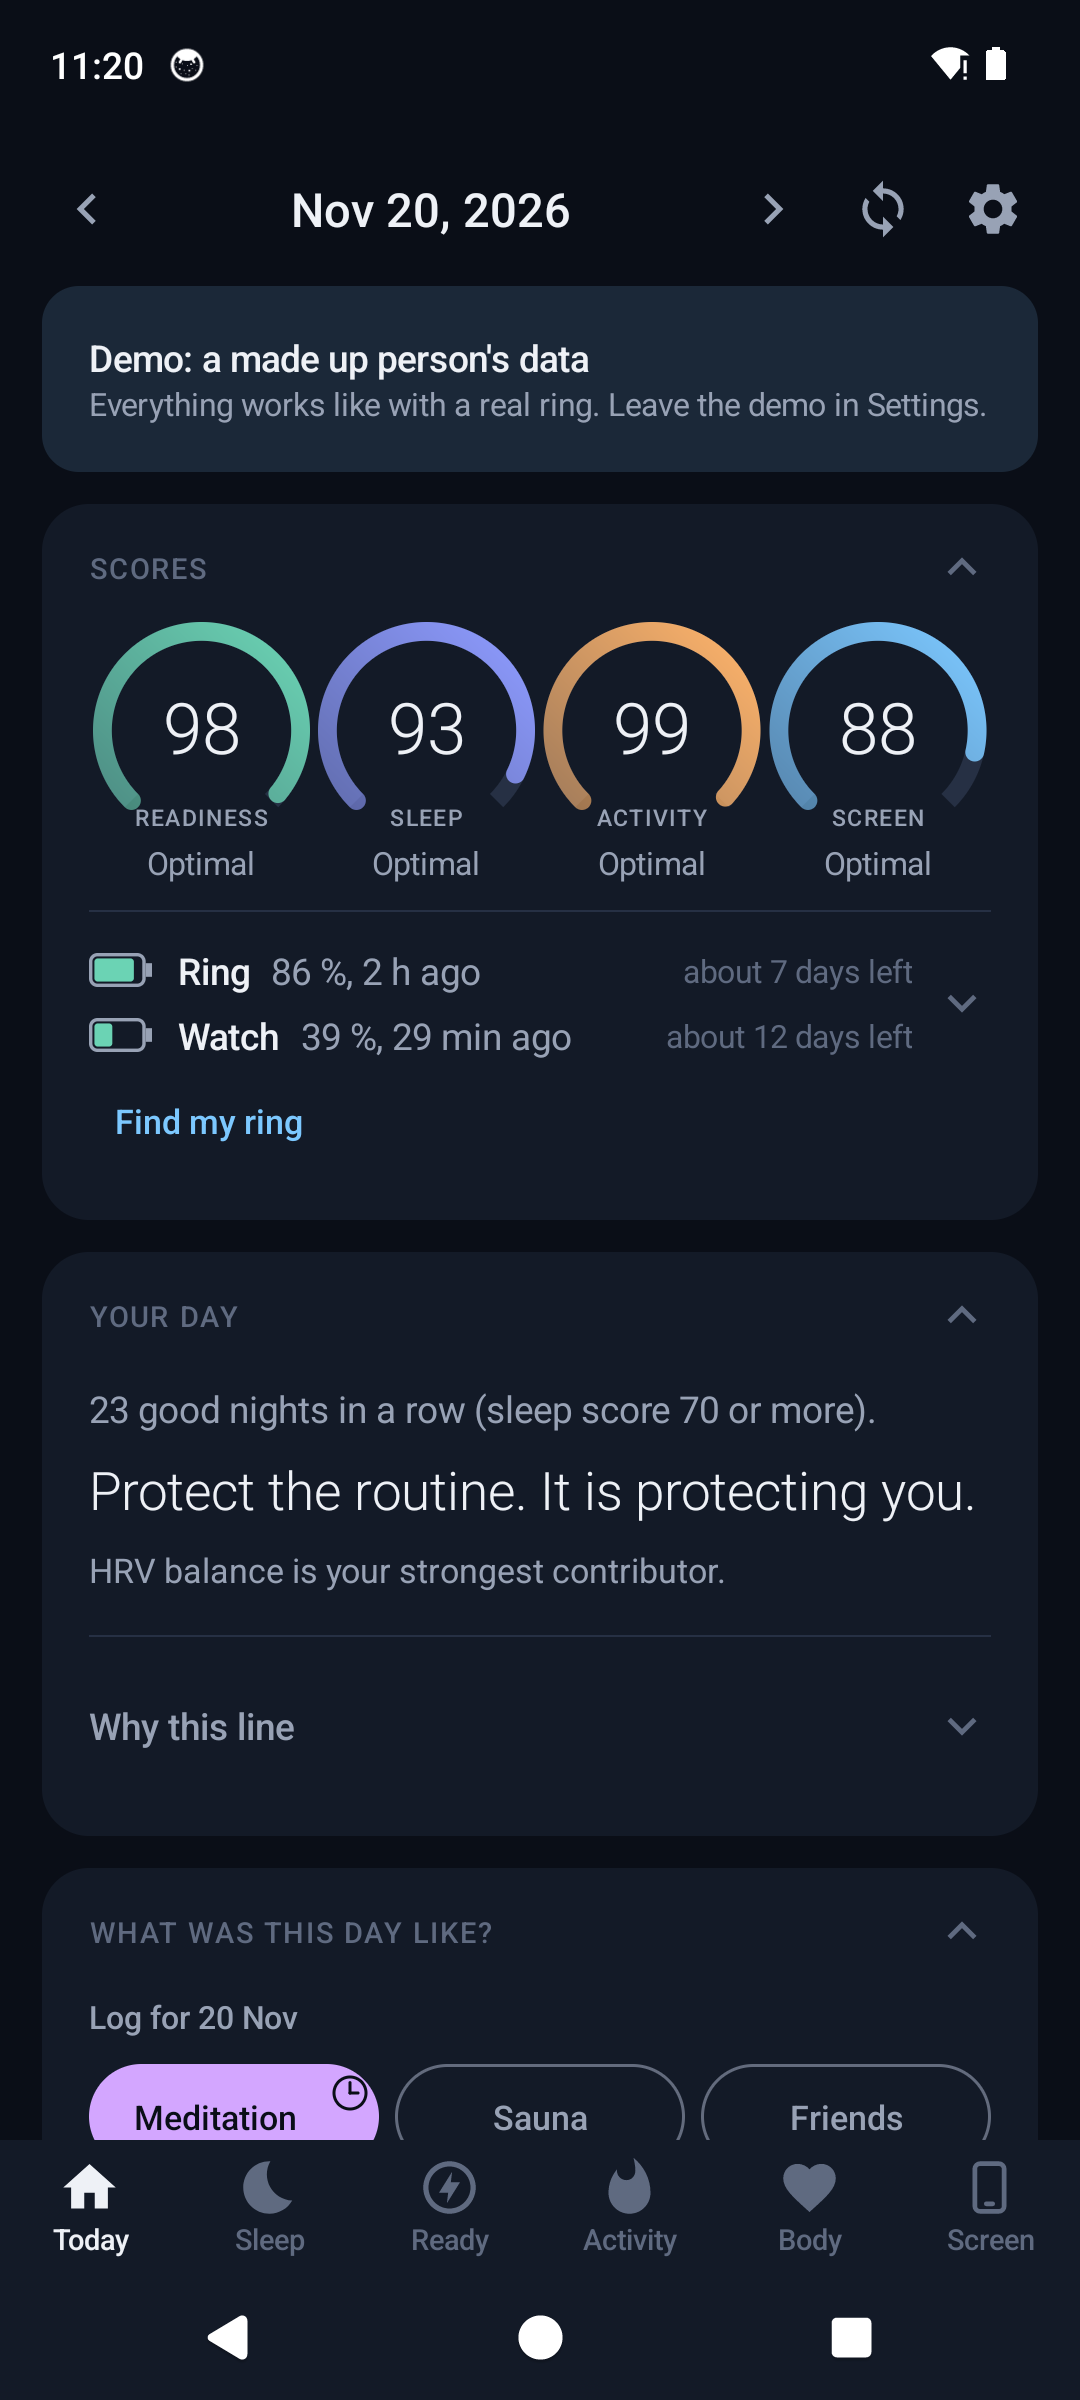 11:20
Nov 20, 2026
Demo: a made up person's data
Everything works like with a real ring. Leave the demo in Settings.
SCORES
98 93 99 88
READINESS SLEEP ACTIVITY SCREEN
Optimal Optimal Optimal Optimal
Ring 86 %, 2 h ago about 7 days left
Watch 39 %, 29 min ago about 12 days left
Find my ring
YOUR DAY
23 good nights in a row (sleep score 70 or more).
Protect the routine. It is protecting you.
HRV balance is your strongest contributor.
Why this line
WHAT WAS THIS DAY LIKE?
Log for 20 Nov
Meditation Sauna Friends
Today Sleep Ready Activity Body Screen